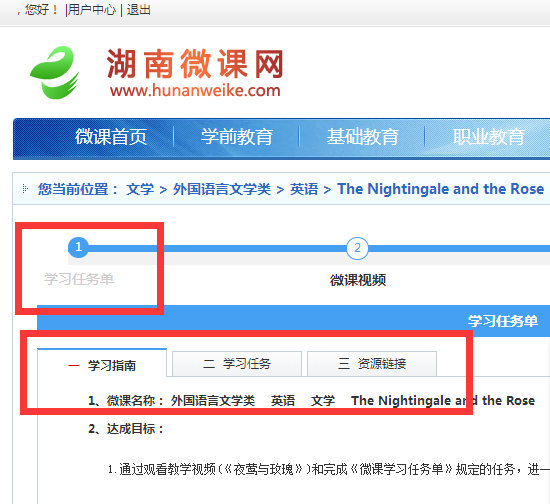 ，您好！ |用户中心 | 退出
湖南微课网
www.hunanweike.com
微课首页 学前教育 基础教育 职业教育
您当前位置： 文学 > 外国语言文学类 > 英语 > The Nightingale and the Rose
1 2
学习任务单 微课视频
学习任务单
一 学习指南 二 学习任务 三 资源链接
1、微课名称： 外国语言文学类 英语 文学 The Nightingale and the Rose
2、达成目标：
1.通过观看教学视频(《夜莺与玫瑰》)和完成《微课学习任务单》规定的任务，进一